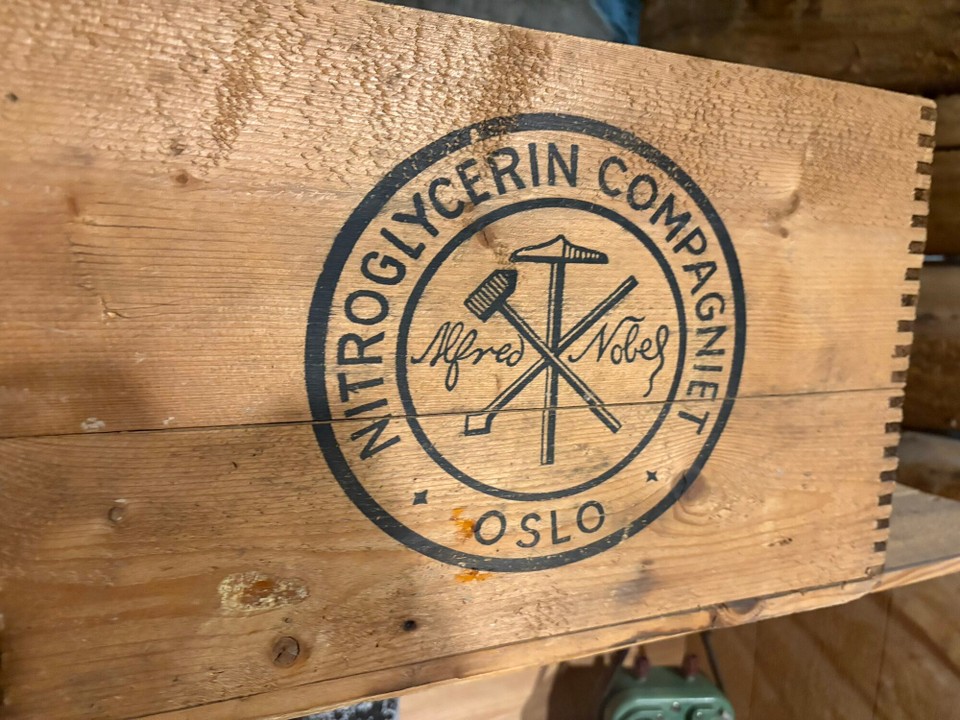 NITROGLYCERIN COMPAGNIET
Alfred Nobel
OSLO